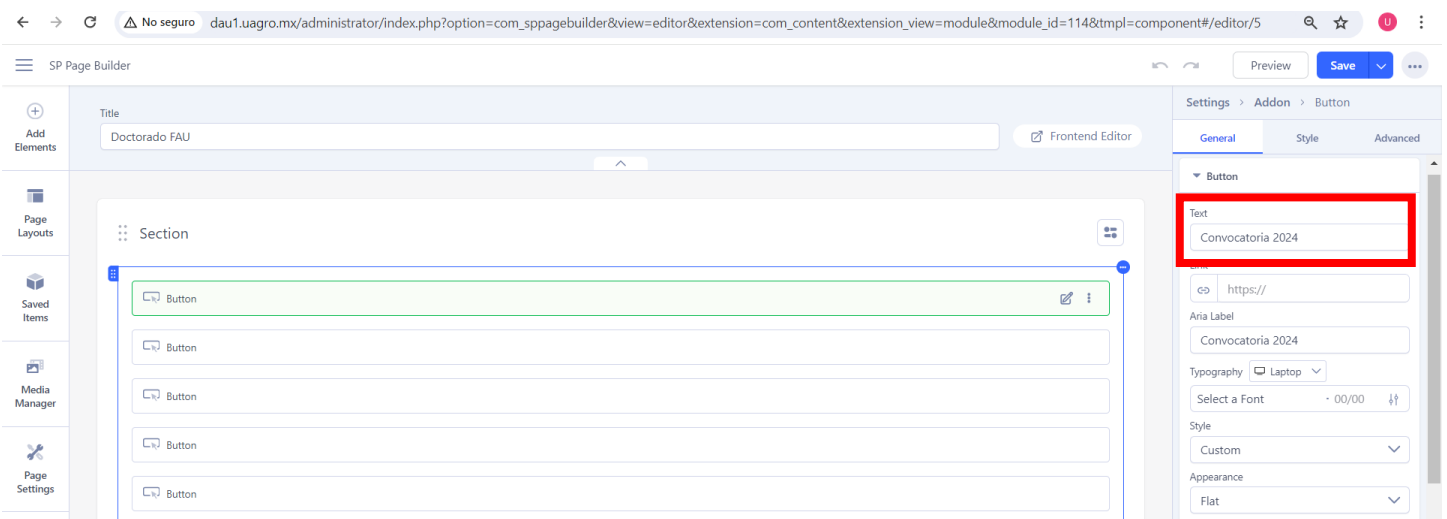 No seguro
dau1.uagro.mx/administrator/index.php?option=com_sppagebuilder&view=editor&extension=com_content&extension_view=module&module_id=114&tmpl=component#/editor/5
U
SP Page Builder
Preview
Save
Add
Elements
Page
Layouts
Saved
Items
Media
Manager
Page
Settings
Title
Doctorado FAU
Frontend Editor
Section
Button
Button
Button
Button
Button
Settings > Addon > Button
General
Style
Advanced
Button
Text
Convocatoria 2024
Link
https://
Aria Label
Convocatoria 2024
Typography
Laptop
Select a Font
· 00/00
Style
Custom
Appearance
Flat